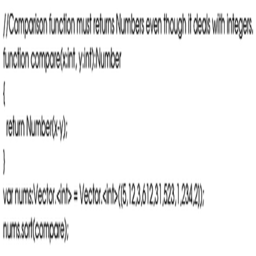 //Comparison function must returns Numbers even though it deals with integers.
function compare(x:int, y:int):Number
{
return Number(x-y);
}
var nums:Vector.<int> = Vector.<int>([5,12,3,612,31,523,1,234,2]);
nums.sort(compare);